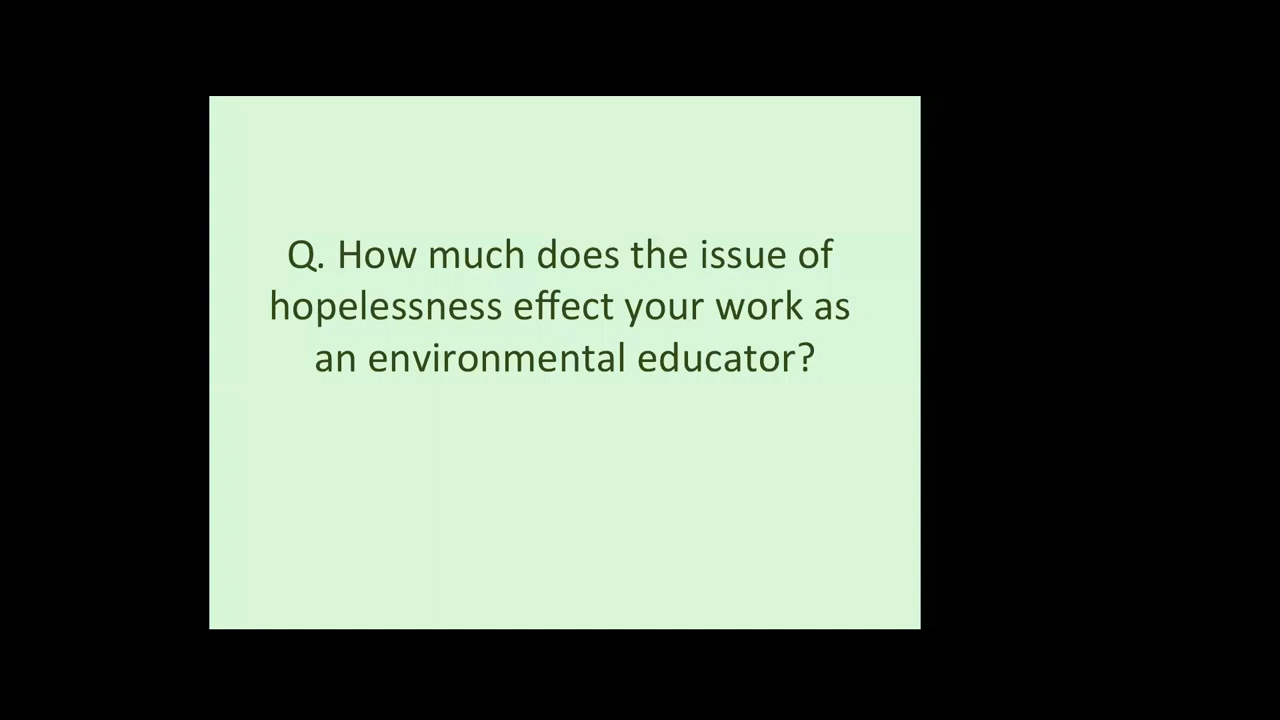 Q. How much does the issue of
hopelessness effect your work as
an environmental educator?